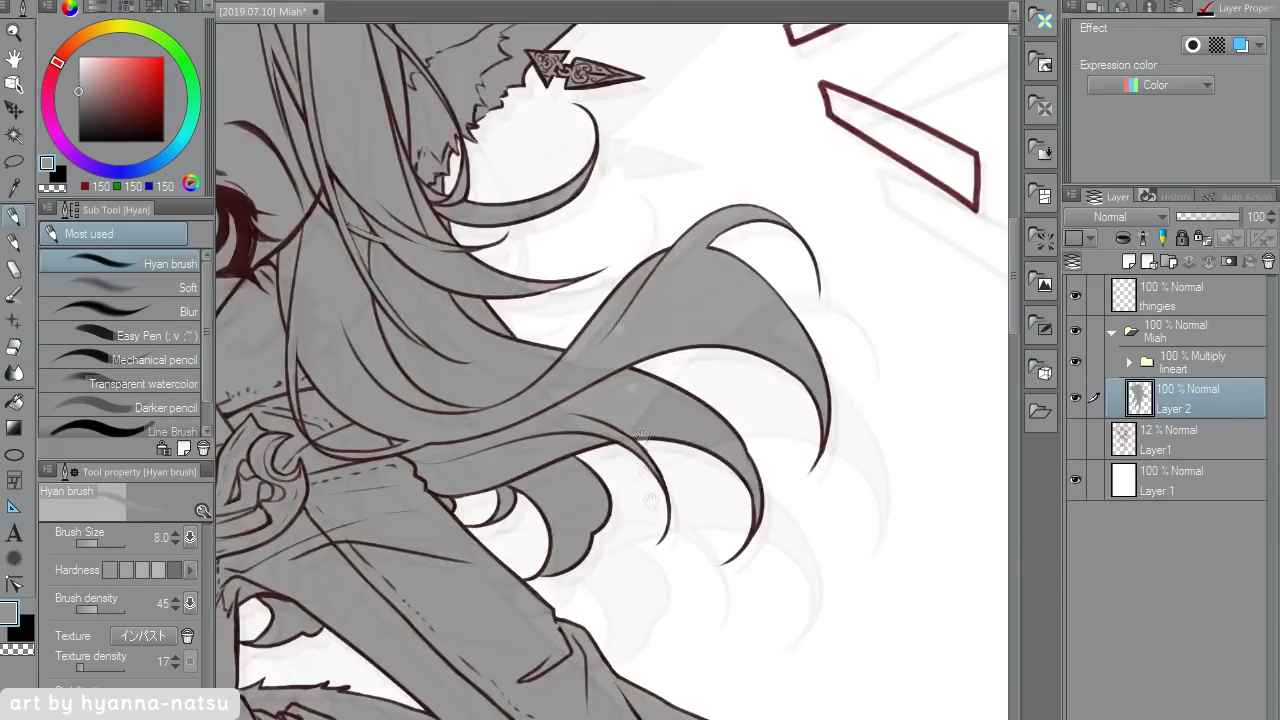 [2019.07.10] Miah*
Layer Propert
Effect
Expression color
Color
150 150 150
Sub Tool [Hyan]
Most used
Hyan brush
Soft
Blur
Easy Pen (; v ;"")
Mechanical pencil
Transparent watercolor
Darker pencil
Line Brush
Tool property [Hyan brush]
Hyan brush
Brush Size 8.0
Hardness
Brush density 45
Texture インパスト
Texture density 17
Layer History Auto Action
Normal 100
100 % Normal
thingies
100 % Normal
Miah
100 % Multiply
lineart
100 % Normal
Layer 2
12 % Normal
Layer1
100 % Normal
Layer 1
art by hyanna-natsu